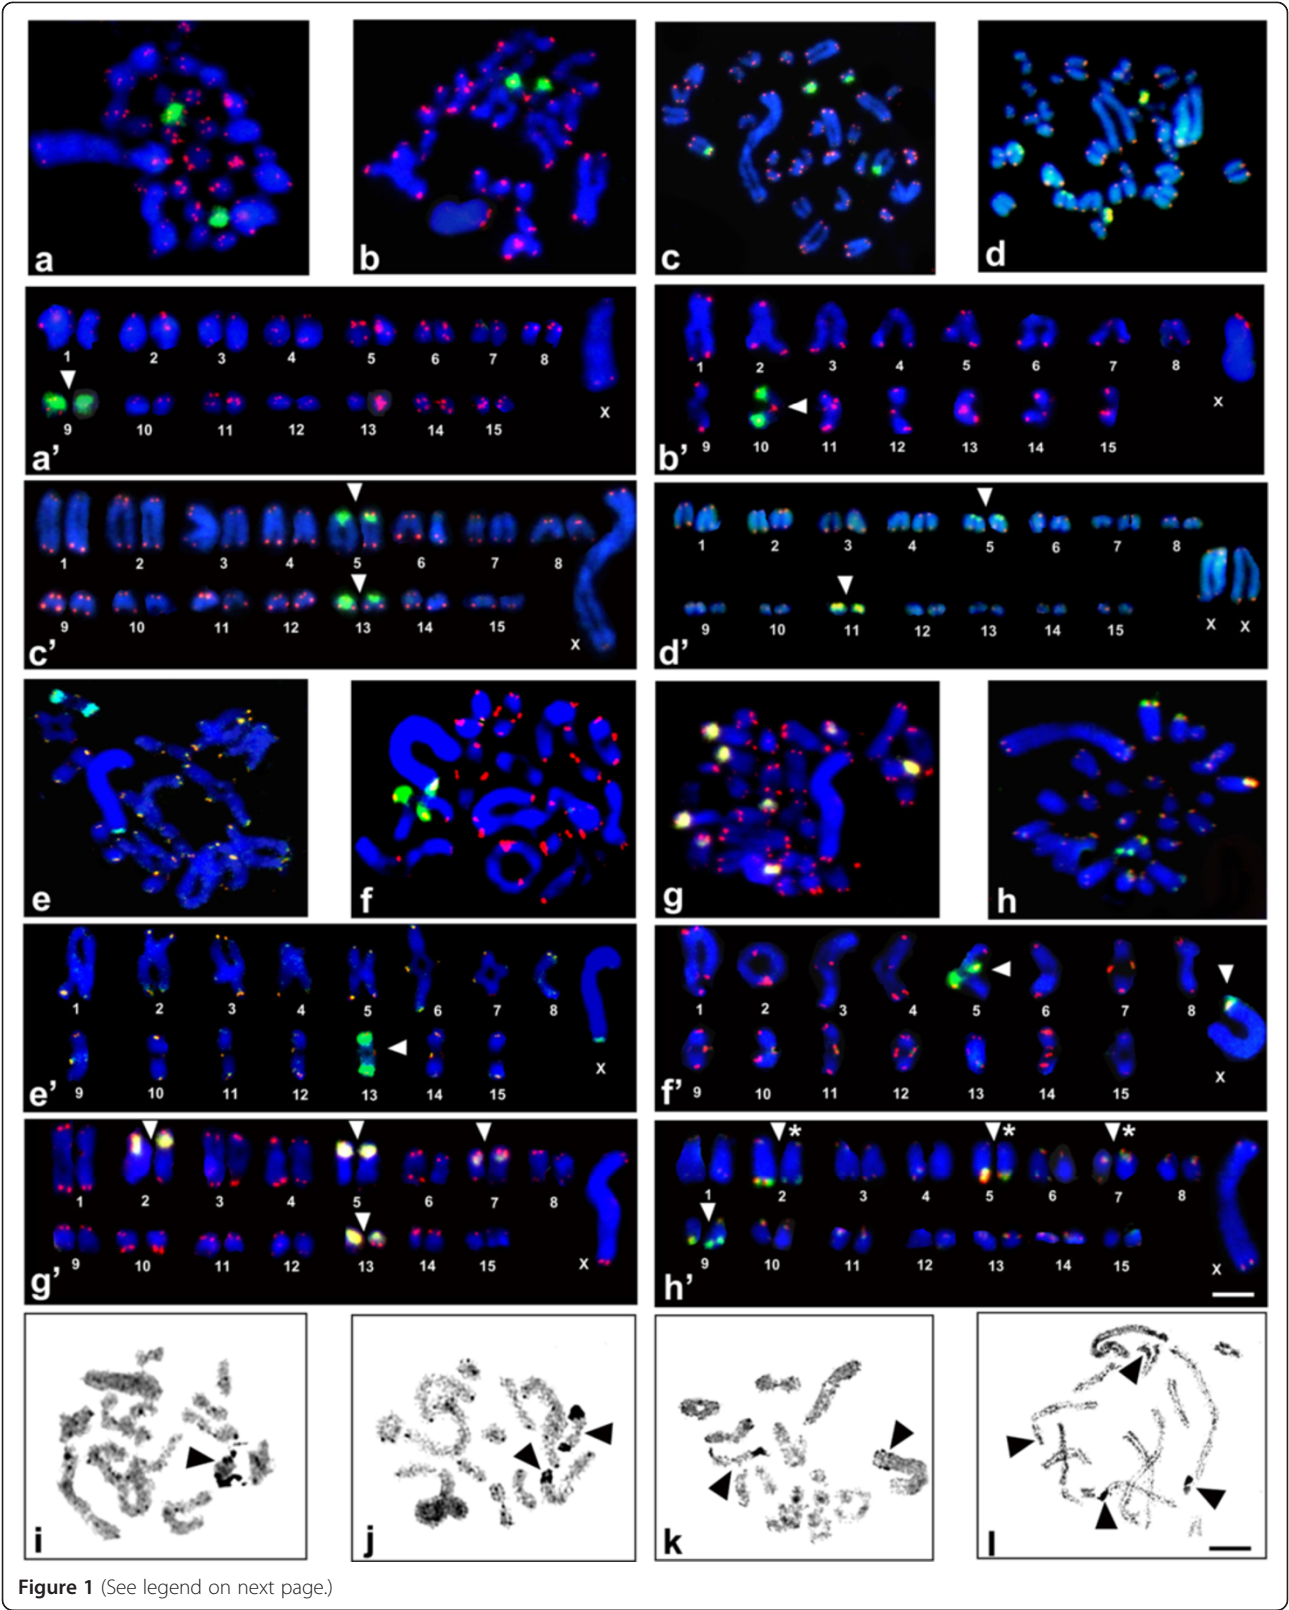 a
b
c
d
1 2 3 4 5 6 7 8
9 10 11 12 13 14 15
x
a’
1 2 3 4 5 6 7 8
9 10 11 12 13 14 15
x
b’
1 2 3 4 5 6 7 8
9 10 11 12 13 14 15
x
c’
1 2 3 4 5 6 7 8
9 10 11 12 13 14 15
x x
d’
e
f
g
h
1 2 3 4 5 6 7 8
9 10 11 12 13 14 15
x
e’
1 2 3 4 5 6 7 8
9 10 11 12 13 14 15
x
f’
1 2 3 4 5 6 7 8
9 10 11 12 13 14 15
x
g’
* * *
1 2 3 4 5 6 7 8
9 10 11 12 13 14 15
x
h’
i
j
k
l
Figure 1 (See legend on next page.)